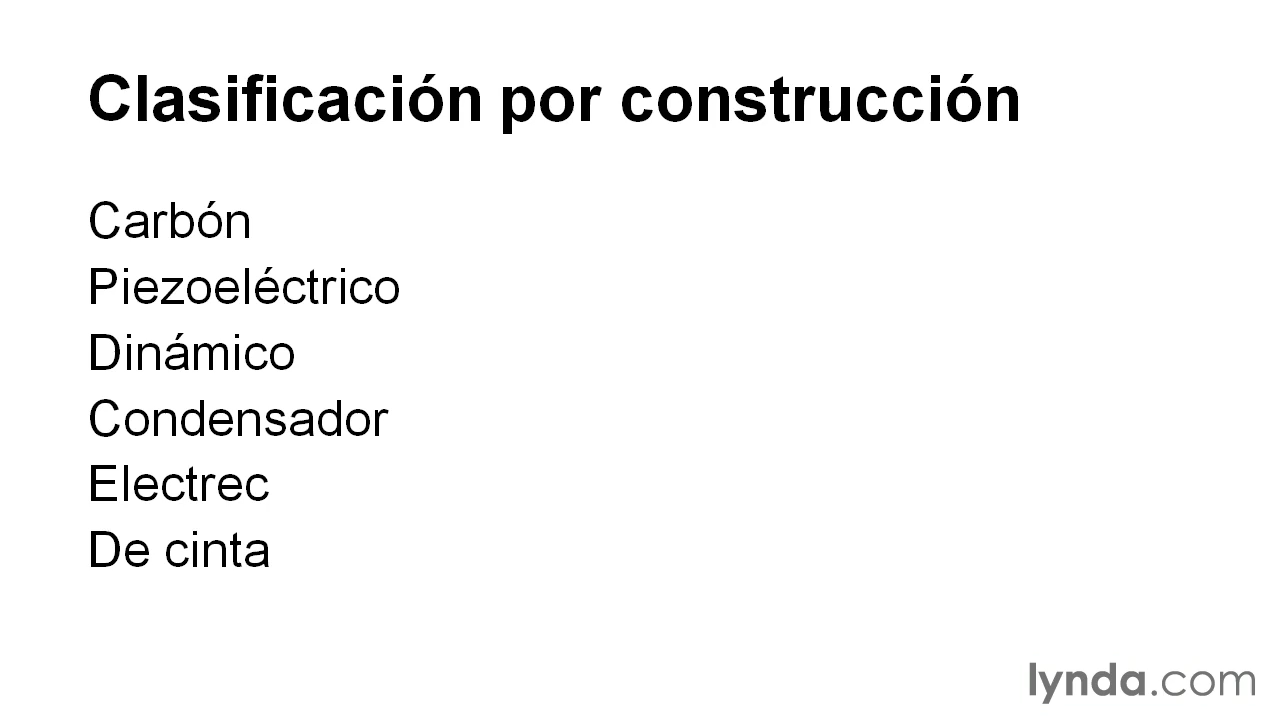 Clasificación por construcción
Carbón
Piezoeléctrico
Dinámico
Condensador
Electrec
De cinta
lynda.com